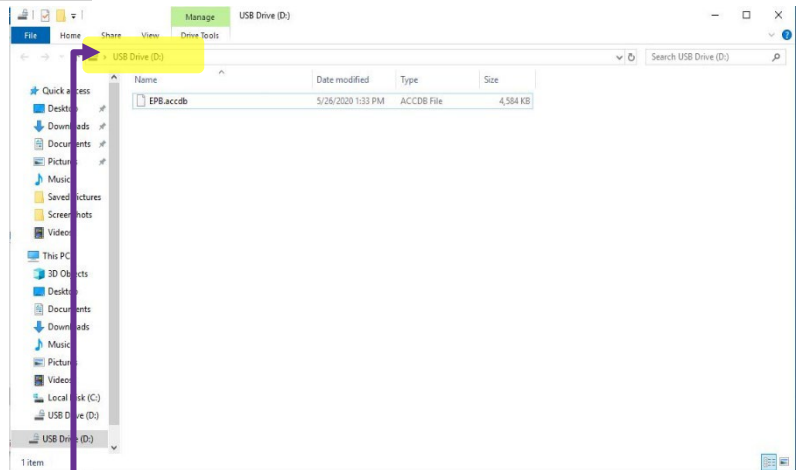 Manage USB Drive (D:)
File Home Share View Drive Tools
USB Drive (D:) Search USB Drive (D:)
Name Date modified Type Size
EPB.accdb 5/26/2020 1:33 PM ACCDB File 4,584 KB
Quick access
Desktop
Downloads
Documents
Pictures
Music
Saved Pictures
Screenshots
Videos
This PC
3D Objects
Desktop
Documents
Downloads
Music
Pictures
Videos
Local Disk (C:)
USB Drive (D:)
USB Drive (D:)
1 item